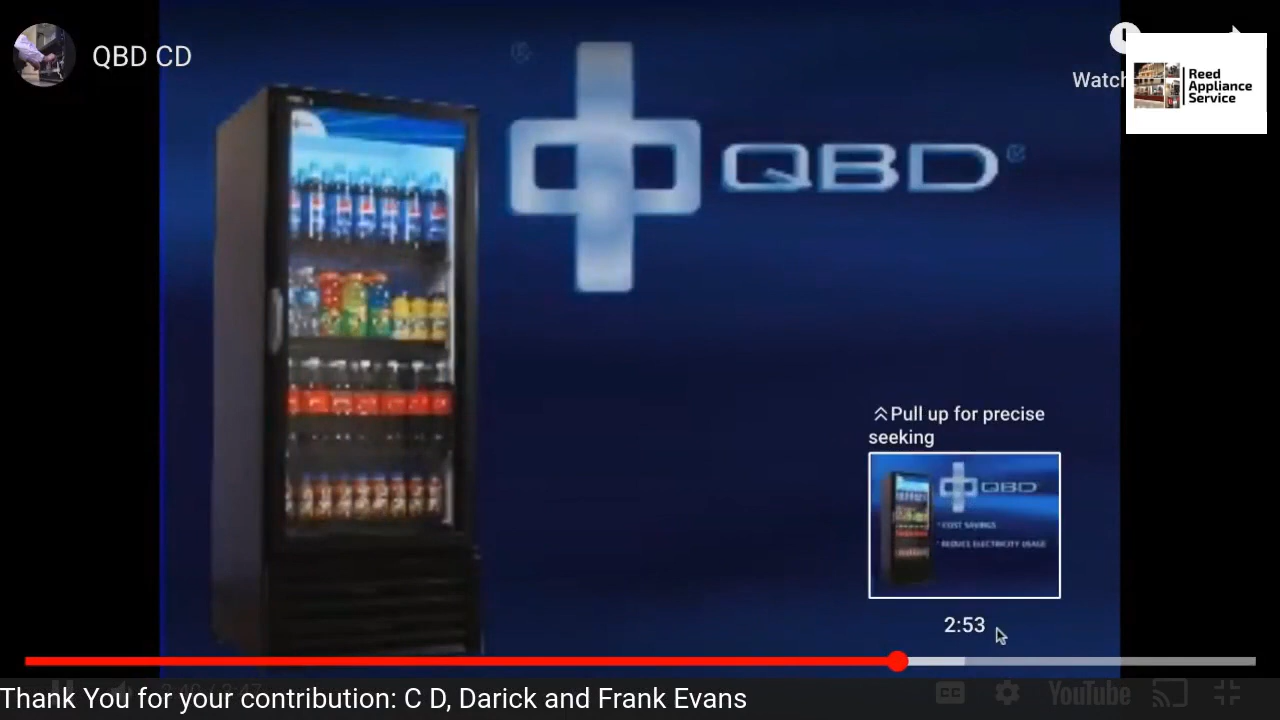 QBD CD
Watch
Reed
Appliance
Service
QBD
Pull up for precise
seeking
QBD
* COST SAVINGS
* REDUCE ELECTRICITY USAGE
2:53
Thank You for your contribution: C D, Darick and Frank Evans
CC
YouTube